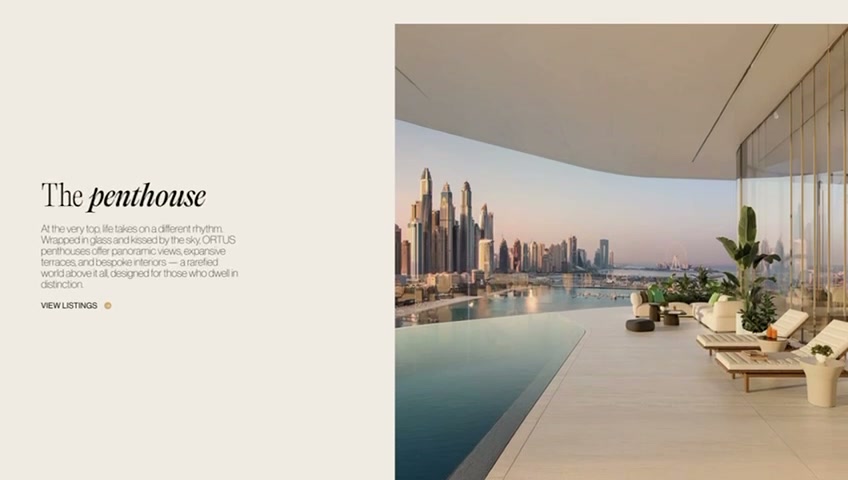 The penthouse
At the very top, life takes on a different rhythm.
Wrapped in glass and kissed by the sky, ORTUS
penthouses offer panoramic views, expansive
terraces, and bespoke interiors — a rarefied
world above it all, designed for those who dwell in
distinction.
VIEW LISTINGS